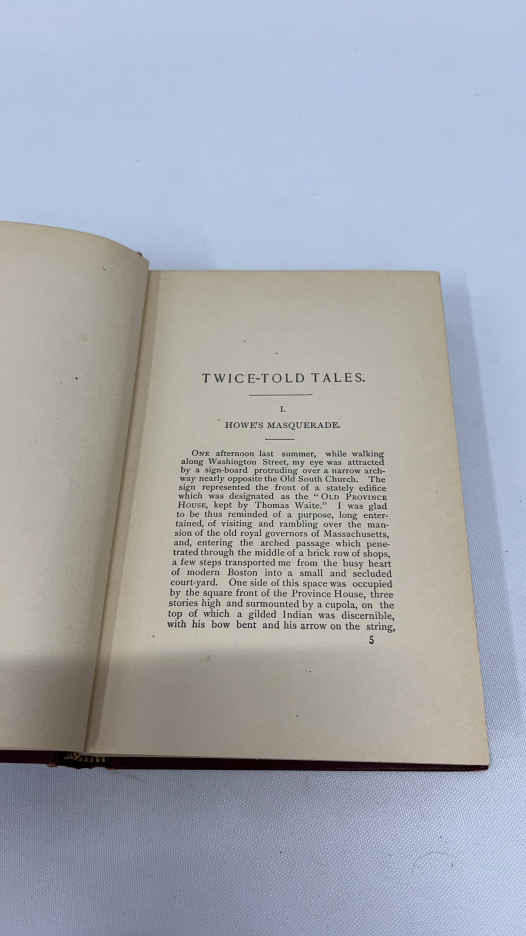 TWICE-TOLD TALES.
I.
HOWE'S MASQUERADE.
ONE afternoon last summer, while walking
along Washington Street, my eye was attracted
by a sign-board protruding over a narrow arch-
way nearly opposite the Old South Church. The
sign represented the front of a stately edifice
which was designated as the "OLD PROVINCE
HOUSE, kept by Thomas Waite." I was glad
to be thus reminded of a purpose, long enter-
tained, of visiting and rambling over the man-
sion of the old royal governors of Massachusetts,
and, entering the arched passage which pene-
trated through the middle of a brick row of shops,
a few steps transported me from the busy heart
of modern Boston into a small and secluded
court-yard. One side of this space was occupied
by the square front of the Province House, three
stories high and surmounted by a cupola, on the
top of which a gilded Indian was discernible,
with his bow bent and his arrow on the string,
5